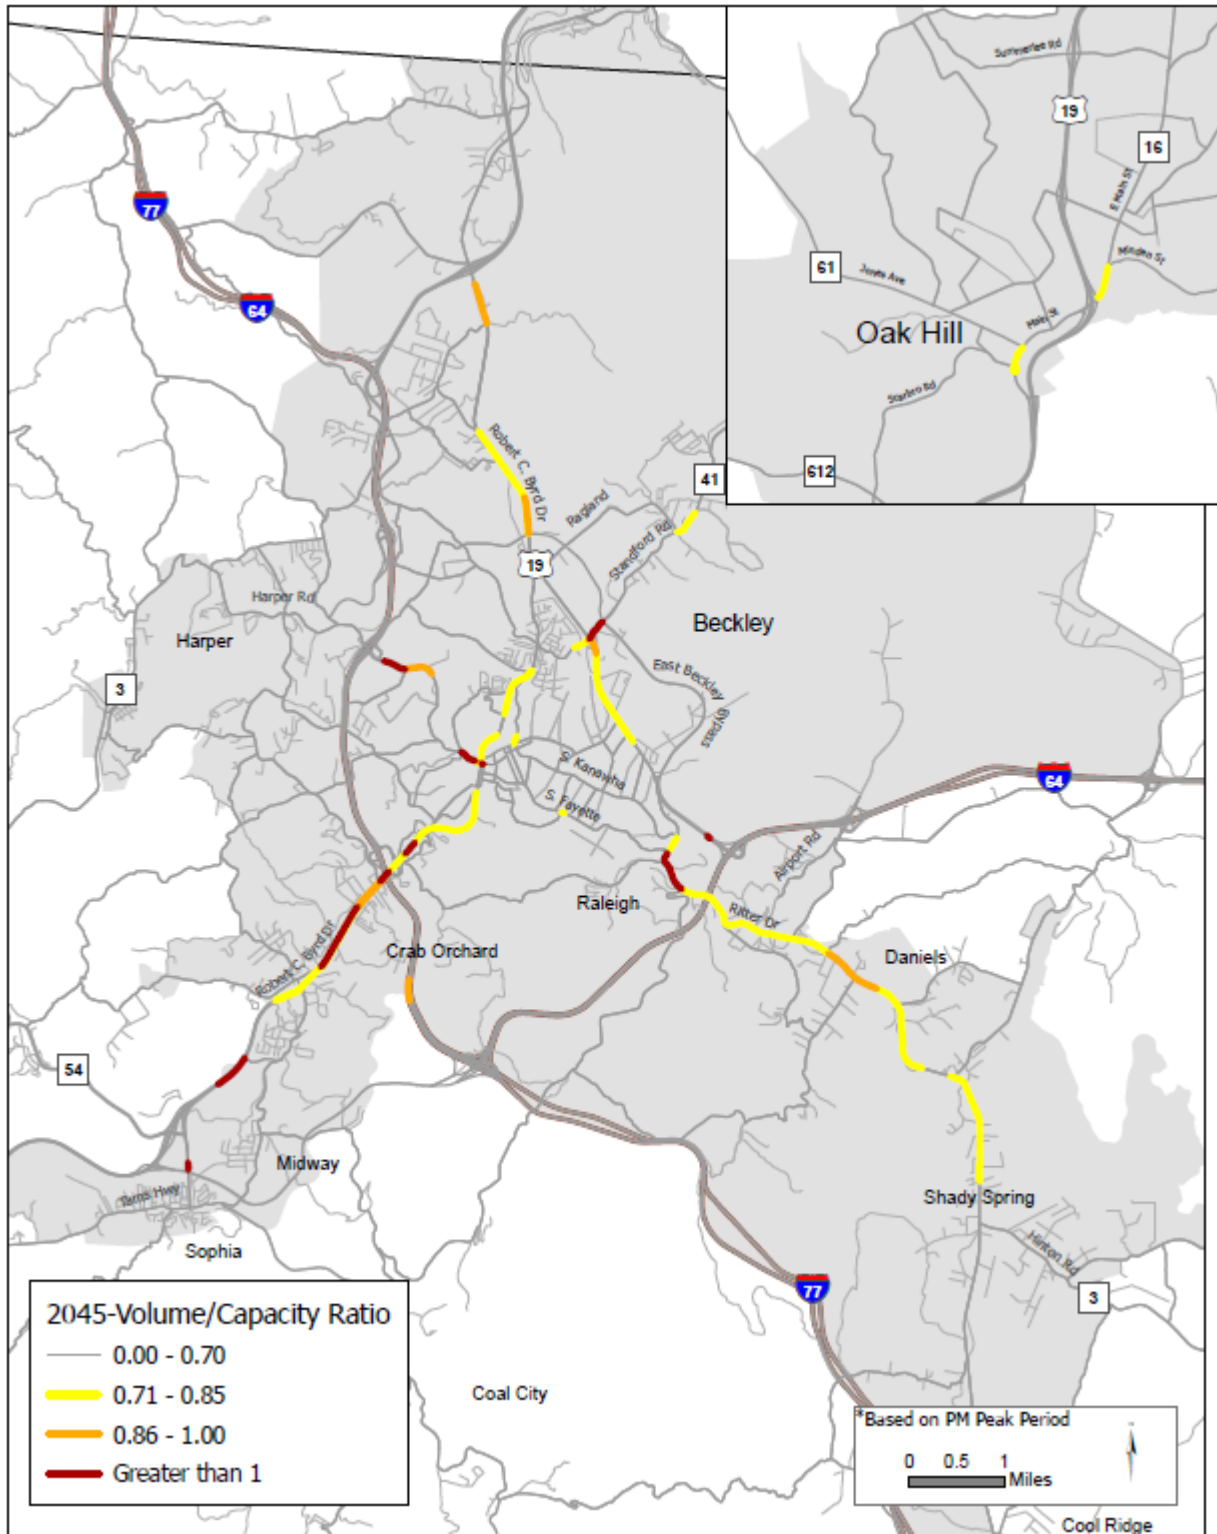 Summerlee Rd
19
16
E Main St
Minden St
61
Jones Ave
Main St
Oak Hill
Starbro Rd
612
77
64
Robert C. Byrd Dr
41
Ragland
Standford Rd
19
Harper Rd
Harper
Beckley
3
East Beckley
Bypass
S. Kanawha
64
S. Fayette
Airport Rd
Raleigh
Ritter Dr
Crab Orchard
Daniels
Robert C. Byrd Dr
54
Midway
Tams Hwy
Shady Spring
Sophia
Hinton Rd
77
3
2045-Volume/Capacity Ratio
0.00 - 0.70
0.71 - 0.85
0.86 - 1.00
Greater than 1
Coal City
*Based on PM Peak Period
0 0.5 1
Miles
Cool Ridge